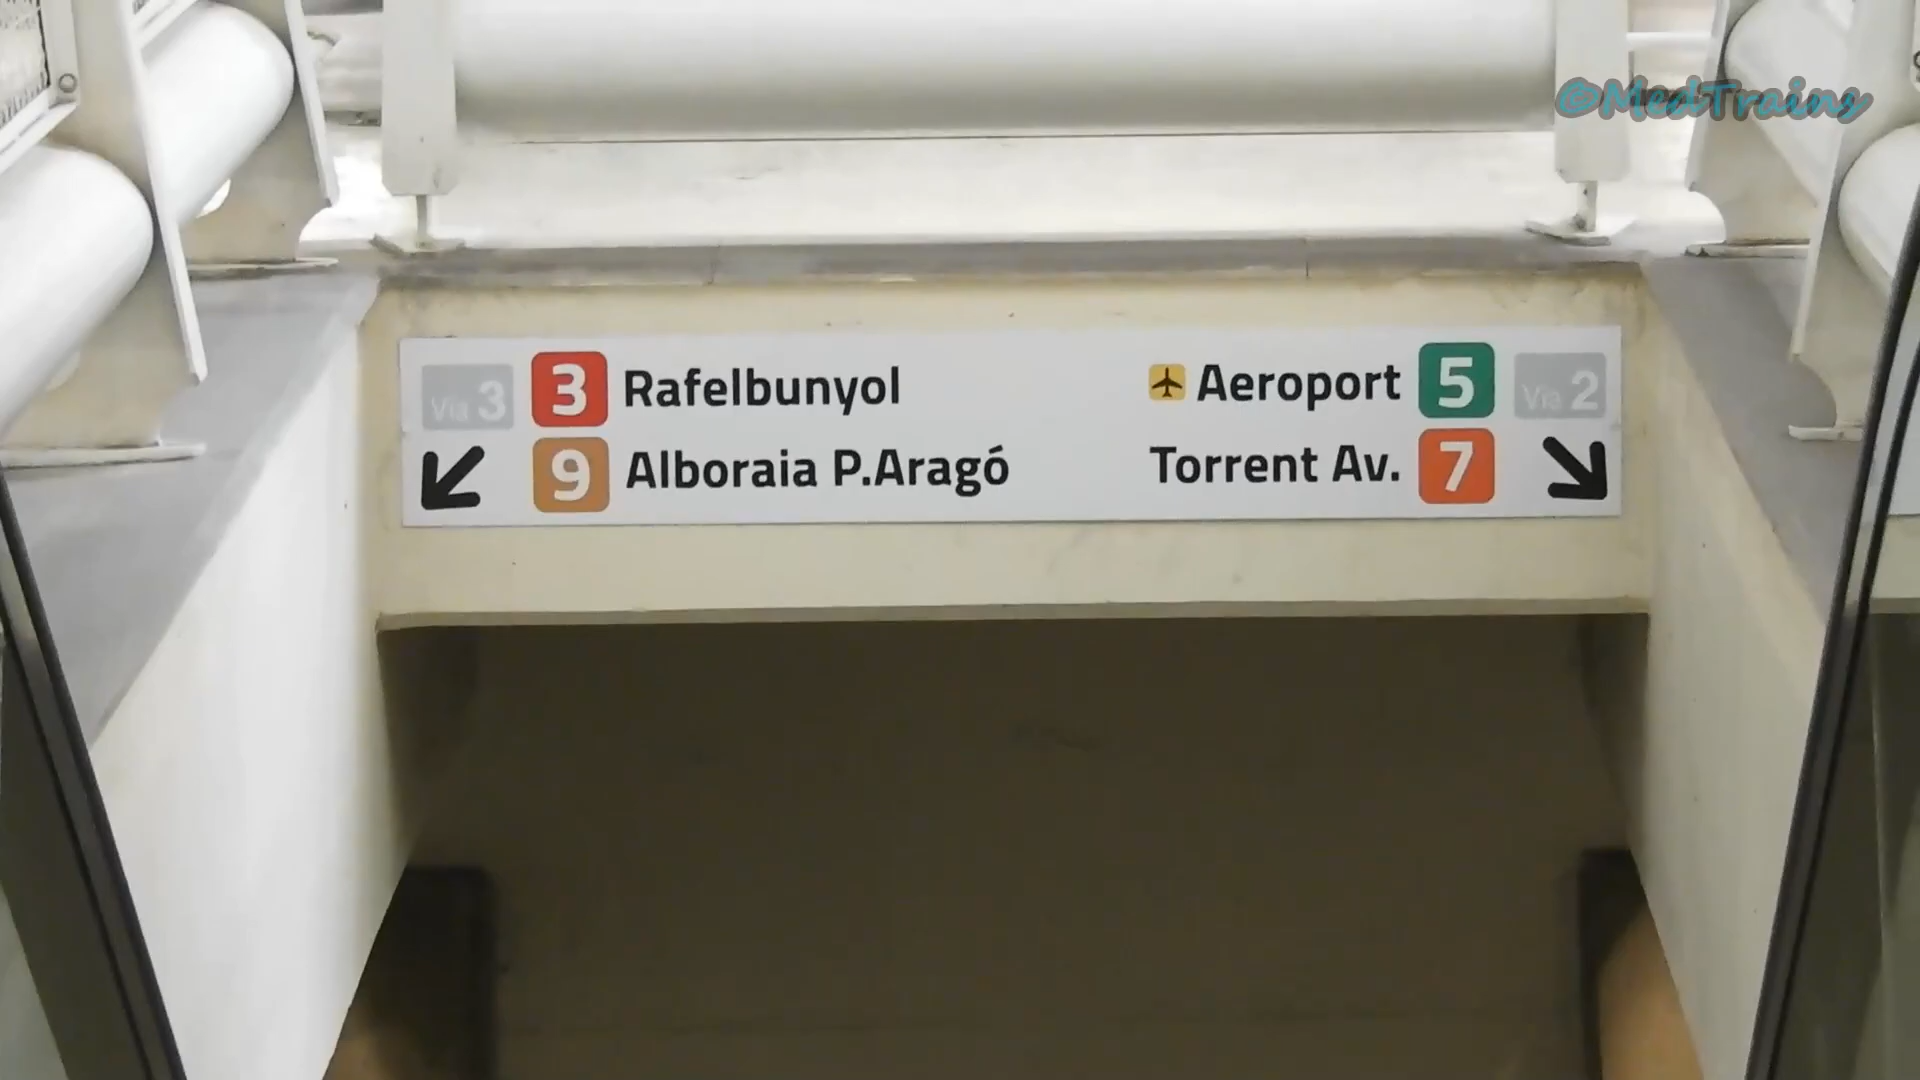 ©MedTrains
Via 3 3 Rafelbunyol
9 Alboraia P.Aragó
Aeroport 5 Via 2
Torrent Av. 7